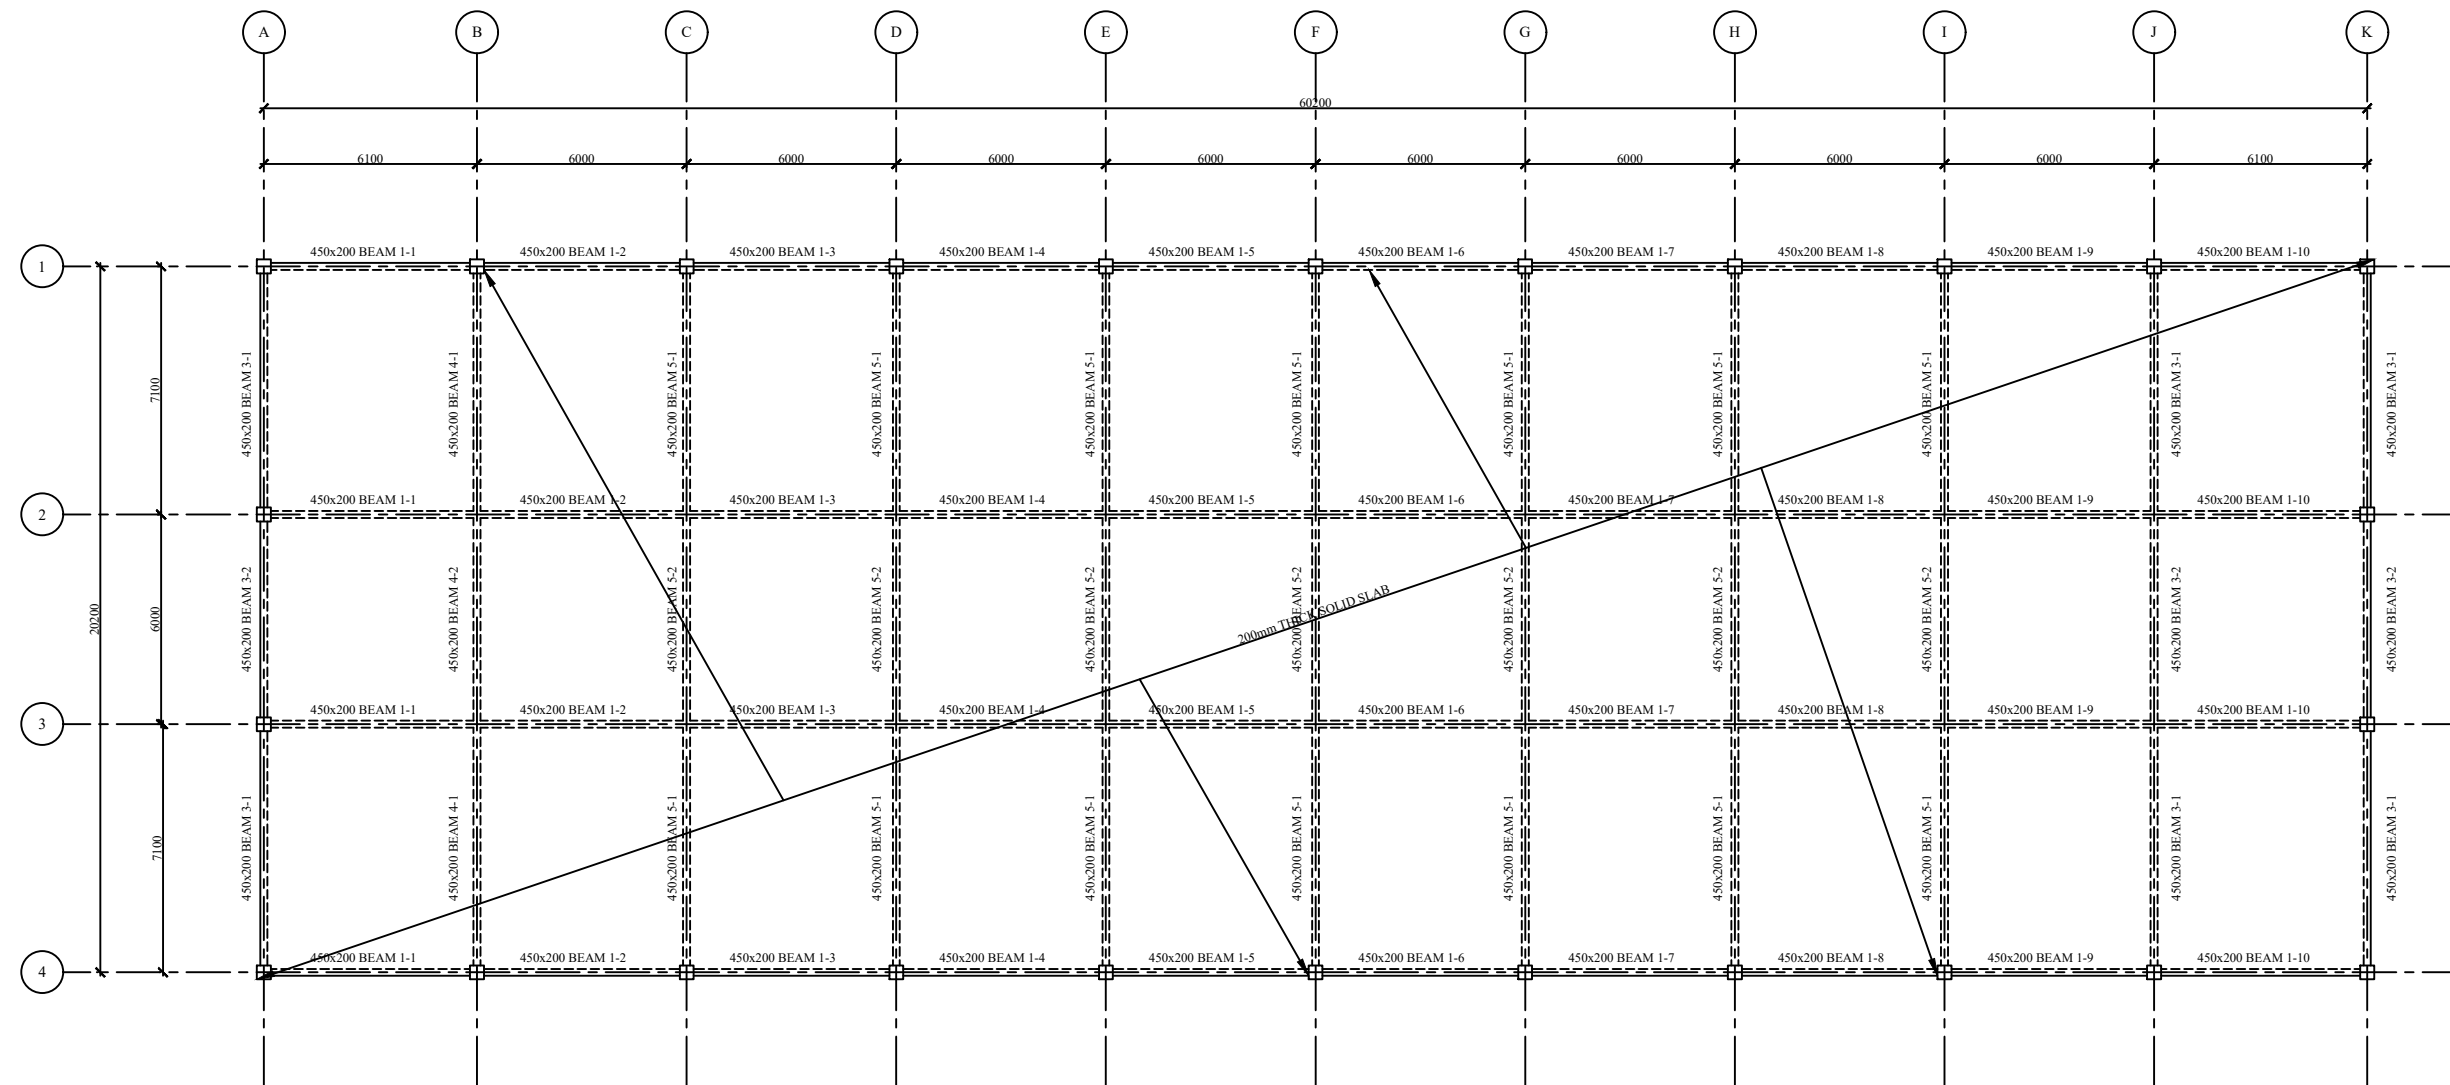 A B C D E F G H I J K
60200
6100 6000 6000 6000 6000 6000 6000 6000 6000 6100
1
450x200 BEAM 1-1 450x200 BEAM 1-2 450x200 BEAM 1-3 450x200 BEAM 1-4 450x200 BEAM 1-5 450x200 BEAM 1-6 450x200 BEAM 1-7 450x200 BEAM 1-8 450x200 BEAM 1-9 450x200 BEAM 1-10
7100
450x200 BEAM 3-1 450x200 BEAM 4-1 450x200 BEAM 5-1 450x200 BEAM 5-1 450x200 BEAM 5-1 450x200 BEAM 5-1 450x200 BEAM 5-1 450x200 BEAM 5-1 450x200 BEAM 5-1 450x200 BEAM 3-1 450x200 BEAM 3-1
2
450x200 BEAM 1-1 450x200 BEAM 1-2 450x200 BEAM 1-3 450x200 BEAM 1-4 450x200 BEAM 1-5 450x200 BEAM 1-6 450x200 BEAM 1-7 450x200 BEAM 1-8 450x200 BEAM 1-9 450x200 BEAM 1-10
20200
6000
450x200 BEAM 3-2 450x200 BEAM 4-2 450x200 BEAM 5-2 450x200 BEAM 5-2 450x200 BEAM 5-2 450x200 BEAM 5-2 450x200 BEAM 5-2 450x200 BEAM 5-2 450x200 BEAM 5-2 450x200 BEAM 3-2 450x200 BEAM 3-2
200mm THICK SOLID SLAB
3
450x200 BEAM 1-1 450x200 BEAM 1-2 450x200 BEAM 1-3 450x200 BEAM 1-4 450x200 BEAM 1-5 450x200 BEAM 1-6 450x200 BEAM 1-7 450x200 BEAM 1-8 450x200 BEAM 1-9 450x200 BEAM 1-10
7100
450x200 BEAM 3-1 450x200 BEAM 4-1 450x200 BEAM 5-1 450x200 BEAM 5-1 450x200 BEAM 5-1 450x200 BEAM 5-1 450x200 BEAM 5-1 450x200 BEAM 5-1 450x200 BEAM 5-1 450x200 BEAM 3-1 450x200 BEAM 3-1
4
450x200 BEAM 1-1 450x200 BEAM 1-2 450x200 BEAM 1-3 450x200 BEAM 1-4 450x200 BEAM 1-5 450x200 BEAM 1-6 450x200 BEAM 1-7 450x200 BEAM 1-8 450x200 BEAM 1-9 450x200 BEAM 1-10